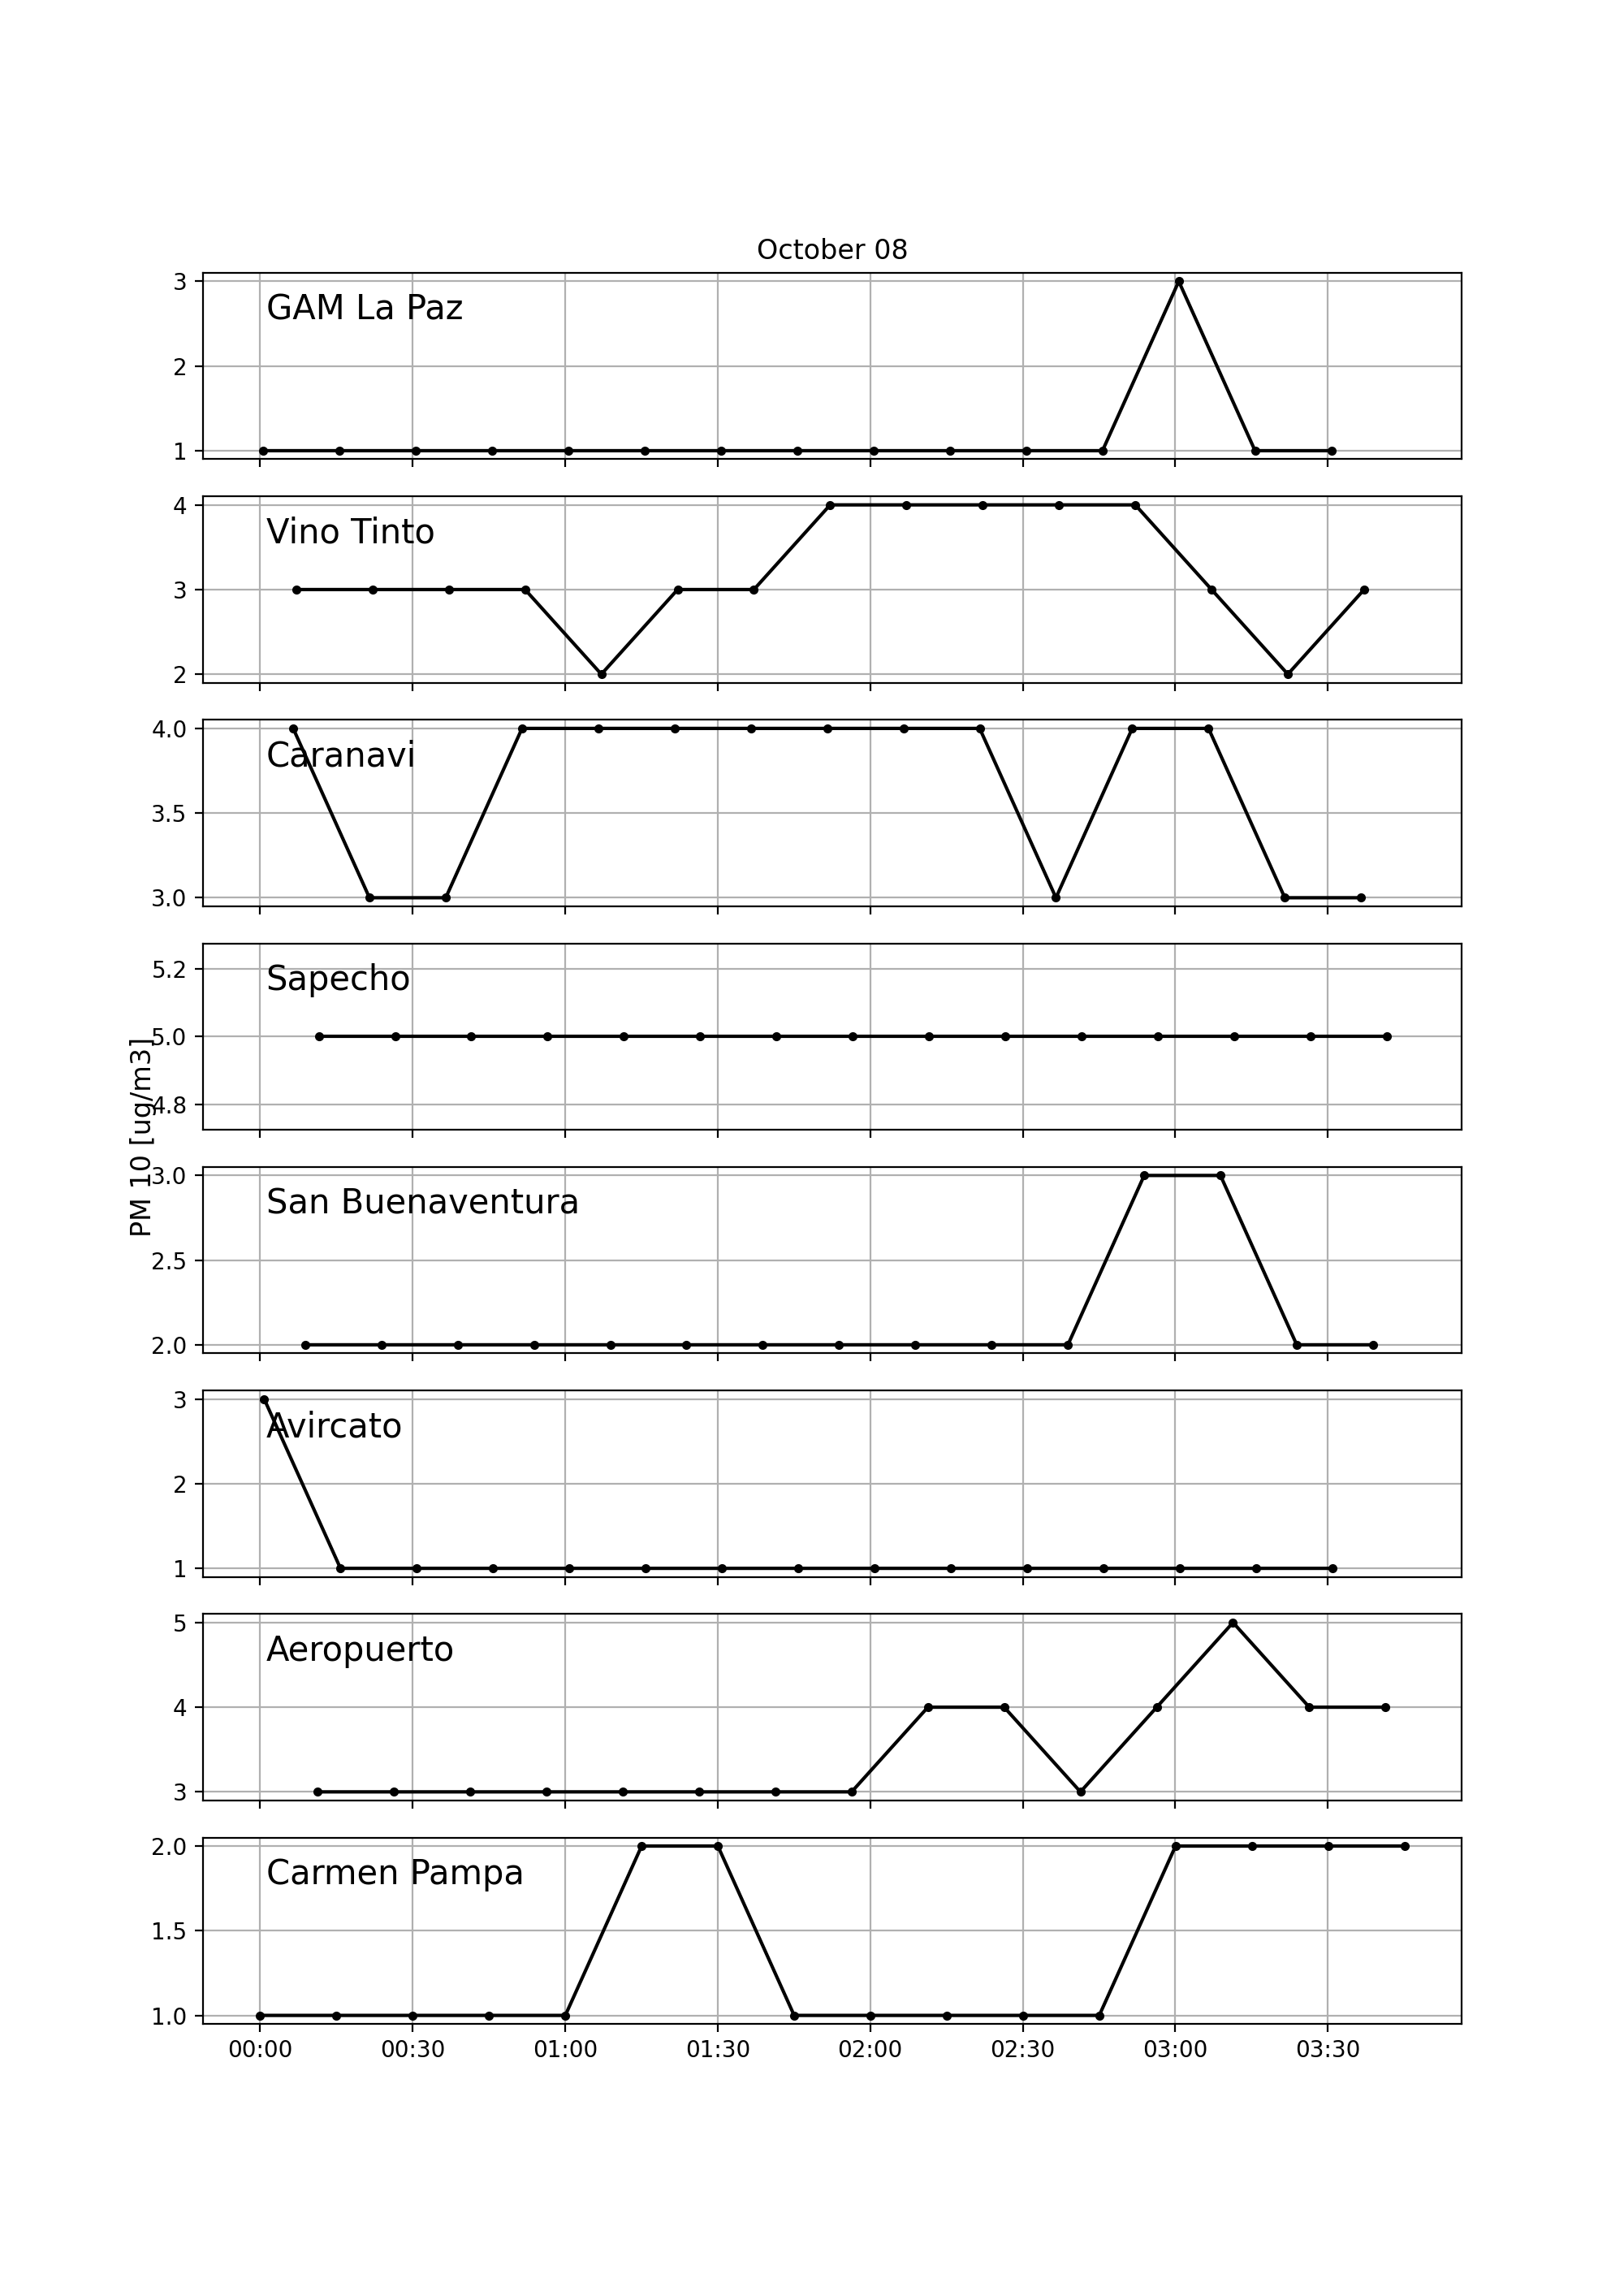 October 08
3
GAM La Paz
2
1
4
Vino Tinto
3
2
4.0
Caranavi
3.5
3.0
5.2
Sapecho
5.0
4.8
PM 10 [ug/m3]
3.0
San Buenaventura
2.5
2.0
3
Avircato
2
1
5
Aeropuerto
4
3
2.0
Carmen Pampa
1.5
1.0
00:00 00:30 01:00 01:30 02:00 02:30 03:00 03:30